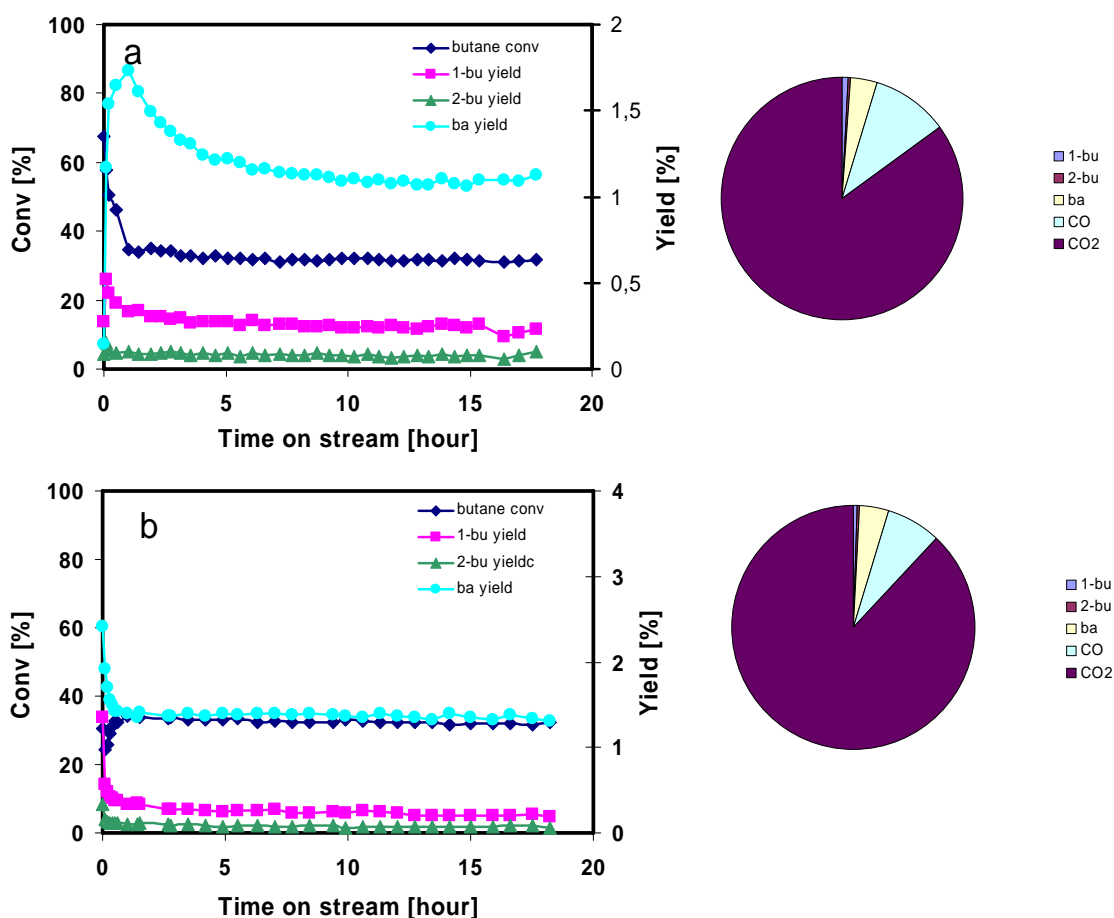 a
100
80
60
40
20
0
Conv [%]
2
1,5
1
0,5
0
Yield [%]
butane conv
1-bu yield
2-bu yield
ba yield
0 5 10 15 20
Time on stream [hour]
1-bu
2-bu
ba
CO
CO2
b
100
80
60
40
20
0
Conv [%]
4
3
2
1
0
Yield [%]
butane conv
1-bu yield
2-bu yieldc
ba yield
0 5 10 15 20
Time on stream [hour]
1-bu
2-bu
ba
CO
CO2